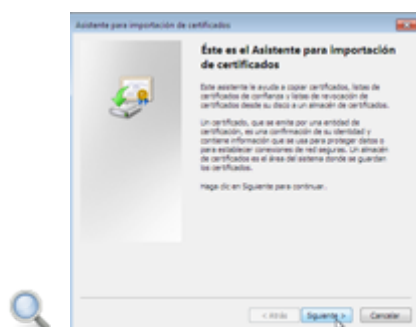 Asistente para importación de certificados
Éste es el Asistente para importación
de certificados
Este asistente le ayuda a copiar certificados, listas de
certificados de confianza y listas de revocación de
certificados desde su disco a un almacén de certificados.
Un certificado, que se emite por una entidad de
certificación, es una confirmación de su identidad y
contiene información que se usa para proteger datos o
para establecer conexiones de red seguras. Un almacén
de certificados es el área del sistema donde se guardan
los certificados.
Haga clic en Siguiente para continuar.
< Atrás Siguiente > Cancelar